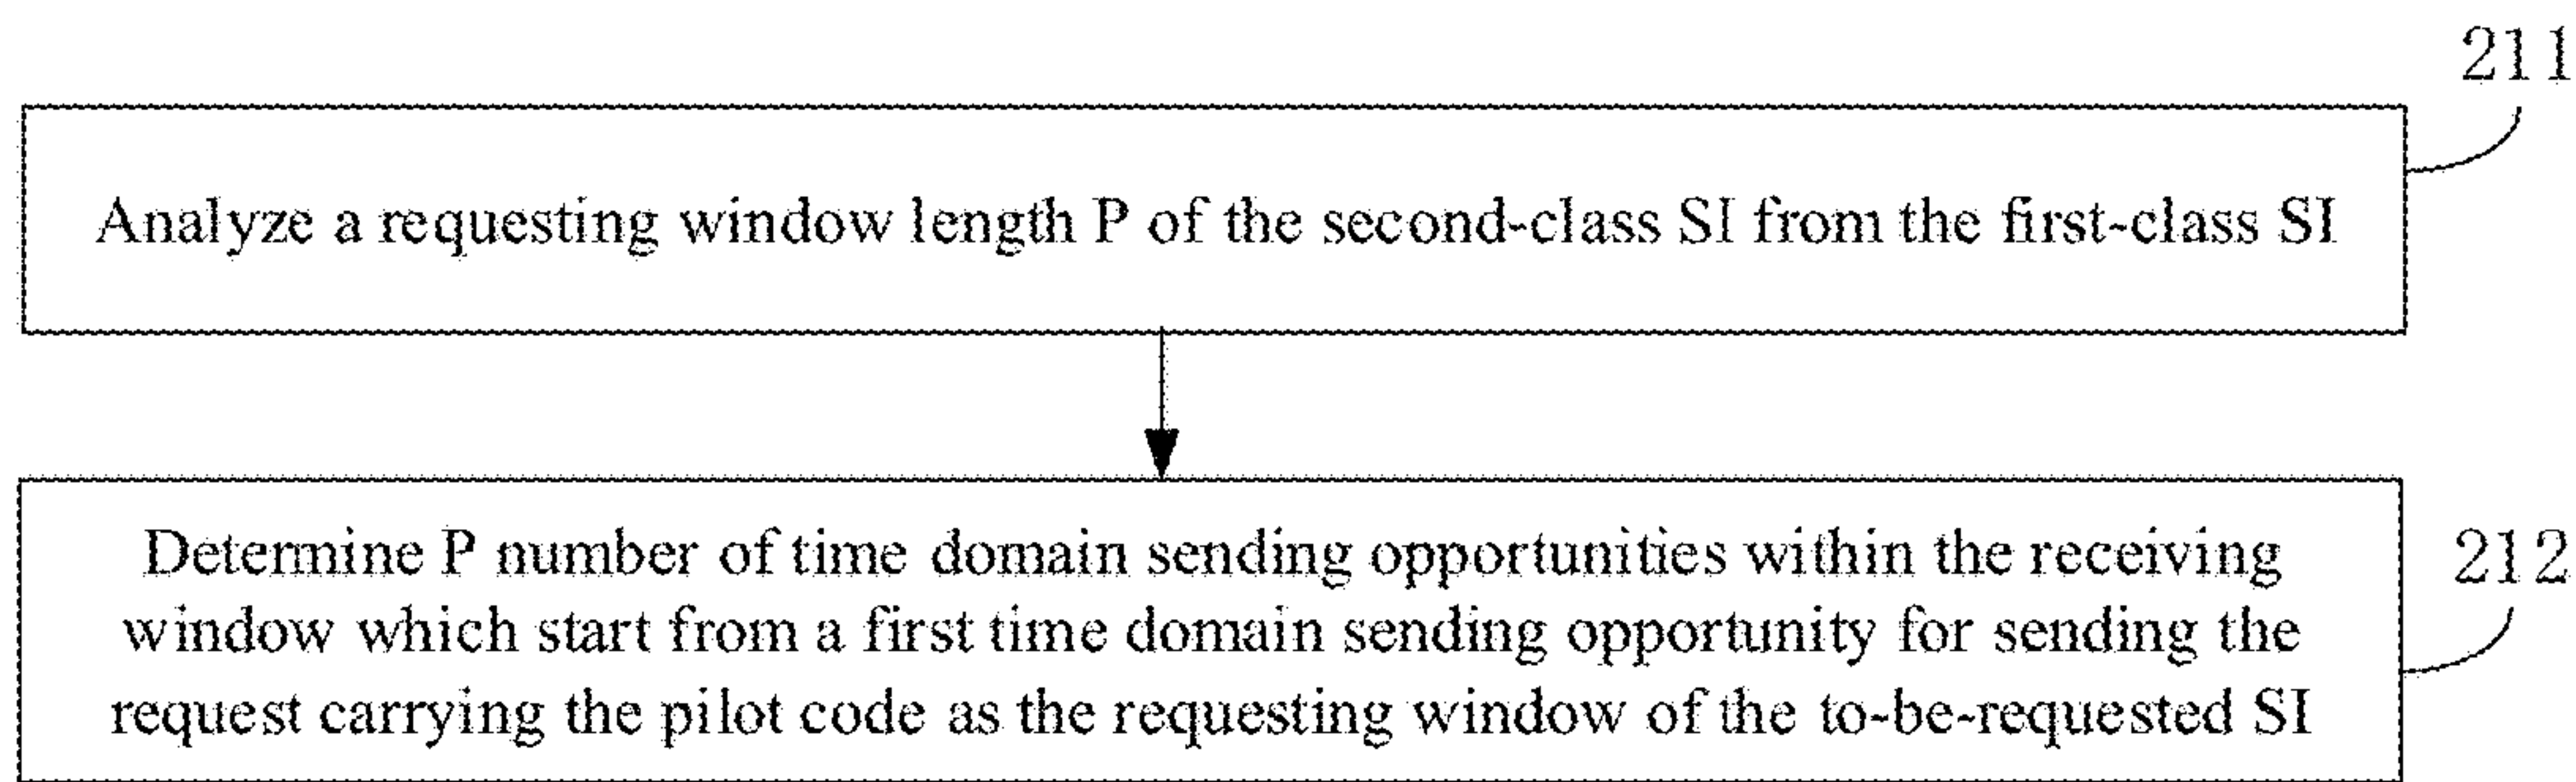 211
Analyze a requesting window length P of the second-class SI from the first-class SI
Determine P number of time domain sending opportunities within the receiving
212
window which start from a first time domain sending opportunity for sending the
request carrying the pilot code as the requesting window of the to-be-requested SI